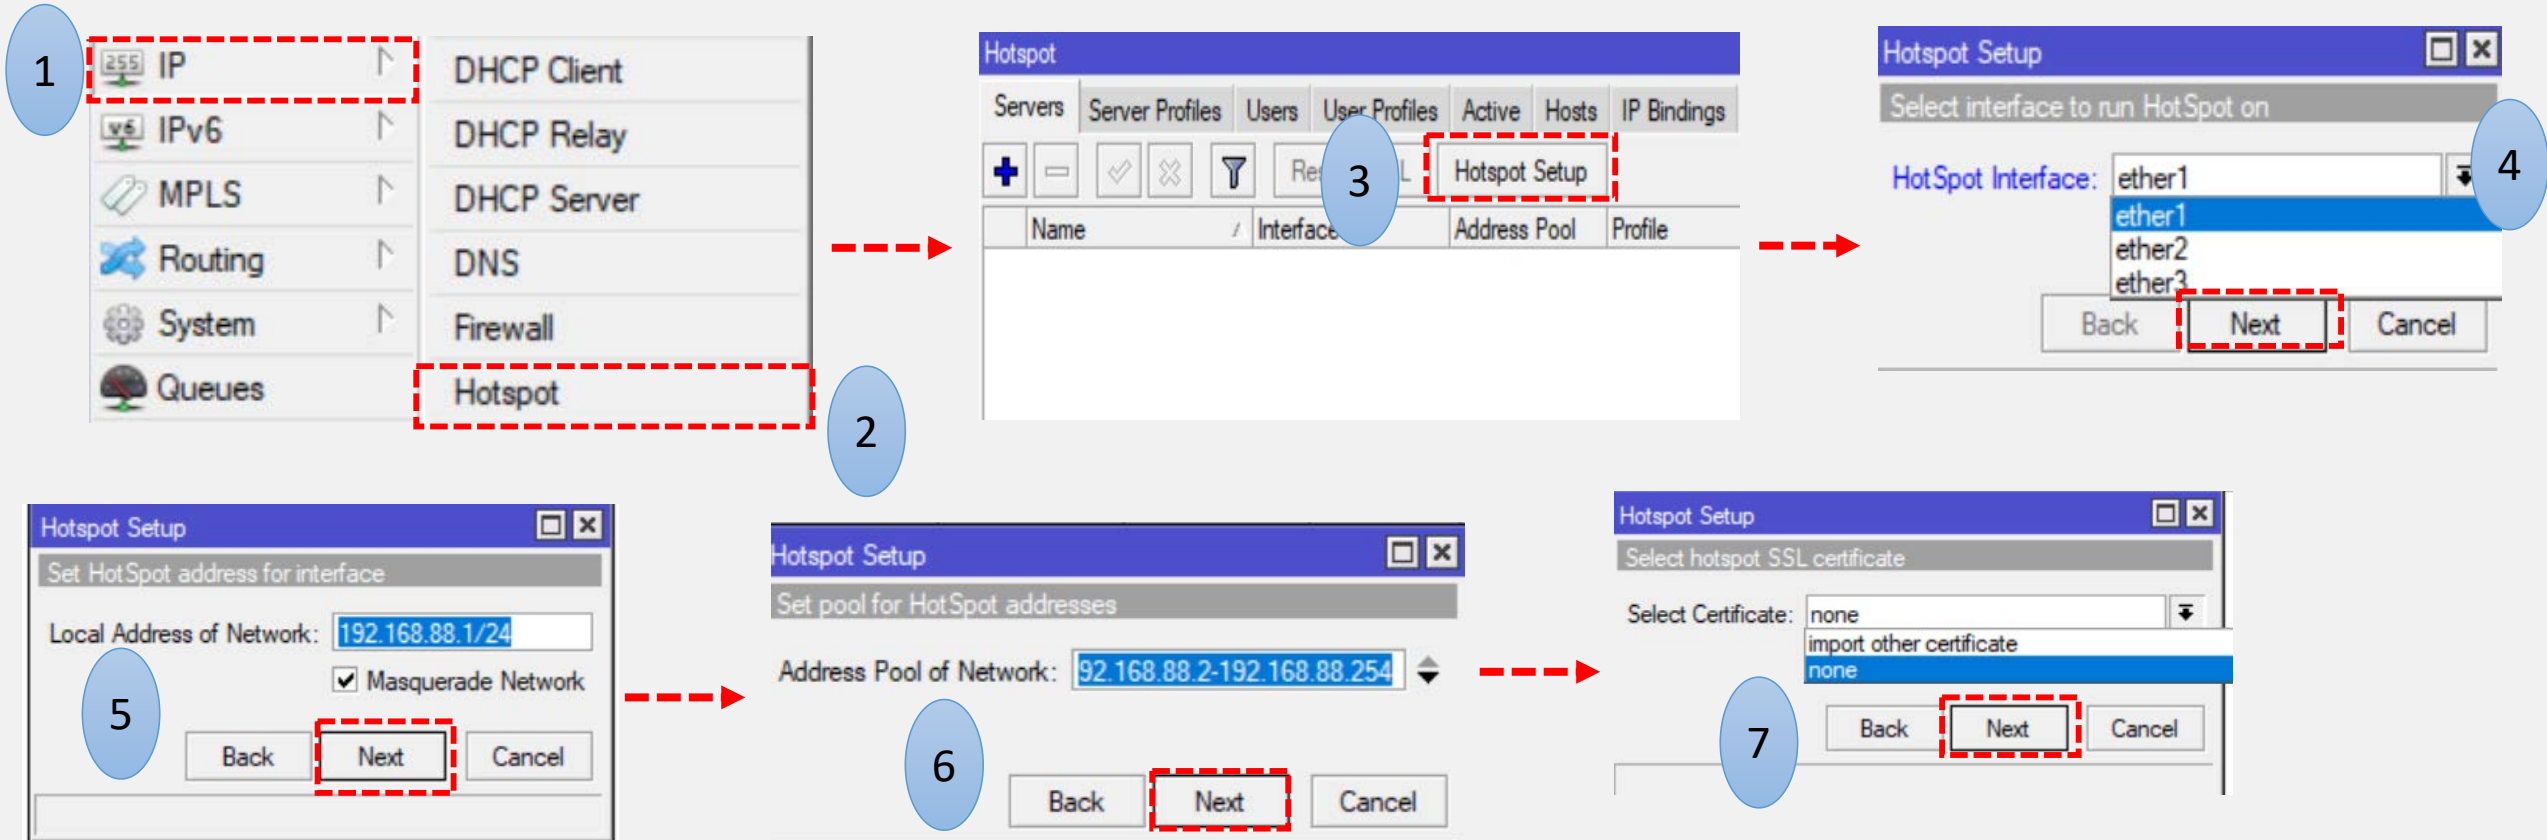 1
255 IP
v6 IPv6
MPLS
Routing
System
Queues
DHCP Client
DHCP Relay
DHCP Server
DNS
Firewall
Hotspot
2
Hotspot
Servers Server Profiles Users User Profiles Active Hosts IP Bindings
3
Hotspot Setup
Name Interface Address Pool Profile
Hotspot Setup
Select interface to run HotSpot on
HotSpot Interface: ether1
4
ether1
ether2
ether3
Back Next Cancel
Hotspot Setup
Set HotSpot address for interface
Local Address of Network: 192.168.88.1/24
Masquerade Network
5
Back Next Cancel
Hotspot Setup
Set pool for HotSpot addresses
Address Pool of Network: 92.168.88.2-192.168.88.254
6
Back Next Cancel
Hotspot Setup
Select hotspot SSL certificate
Select Certificate: none
import other certificate
none
7
Back Next Cancel